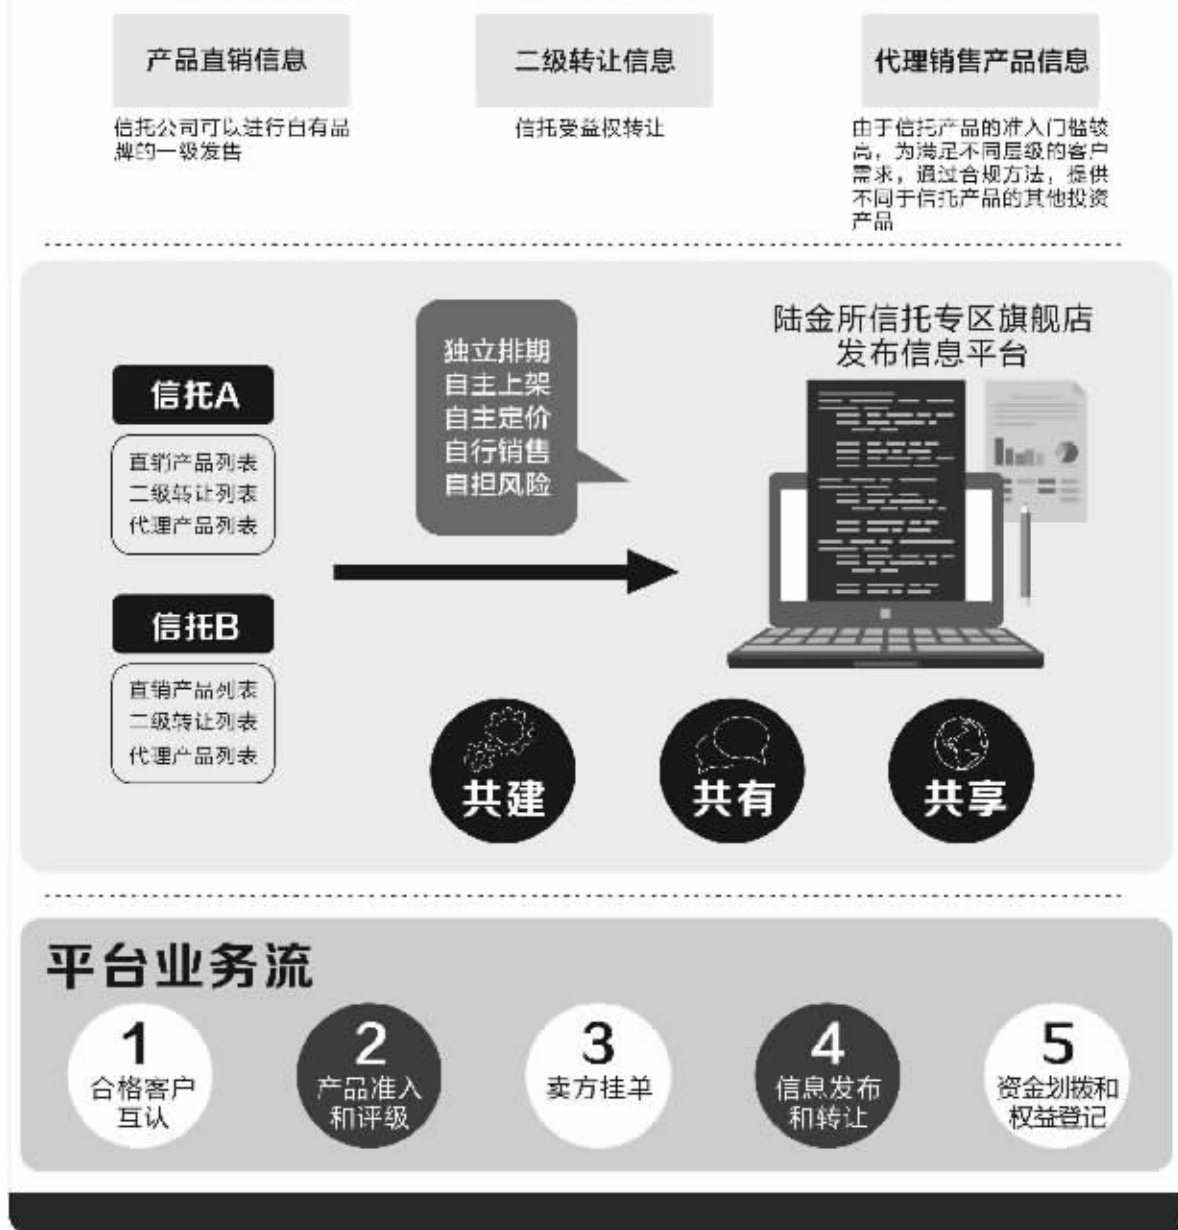 产品直销信息
信托公司可以进行自有品
牌的一级发售
二级转让信息
信托受益权转让
代理销售产品信息
由于信托产品的准入门槛较
高，为满足不同层级的客户
需求，通过合规方法，提供
不同于信托产品的其他投资
产品
信托A
直销产品列表
二级转让列表
代理产品列表
信托B
直销产品列表
二级转让列表
代理产品列表
独立排期
自主上架
自主定价
自行销售
自担风险
陆金所信托专区旗舰店
发布信息平台
共建
共有
共享
平台业务流
1
合格客户
互认
2
产品准入
和评级
3
卖方挂单
4
信息发布
和转让
5
资金划拨和
权益登记